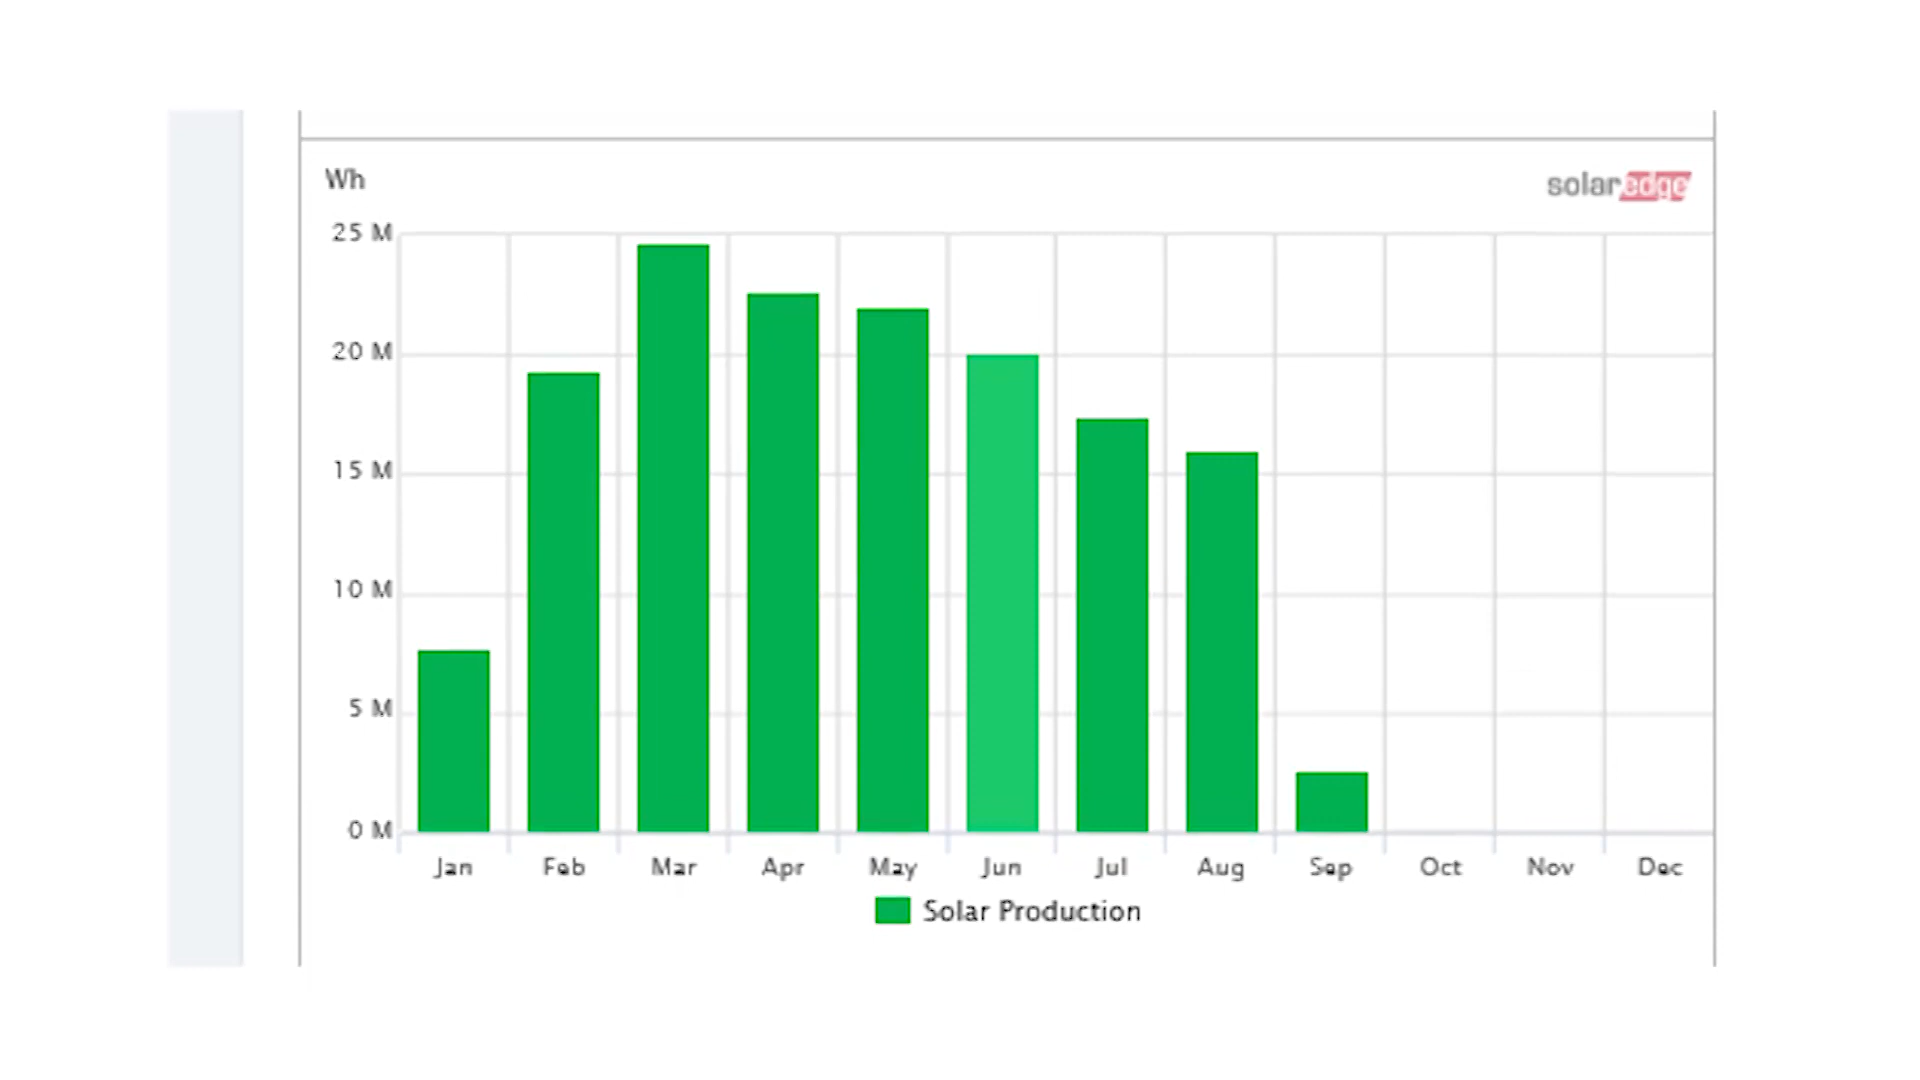 Wh
solaredge
25 M
20 M
15 M
10 M
5 M
0 M
Jan Feb Mar Apr May Jun Jul Aug Sep Oct Nov Dec
Solar Production